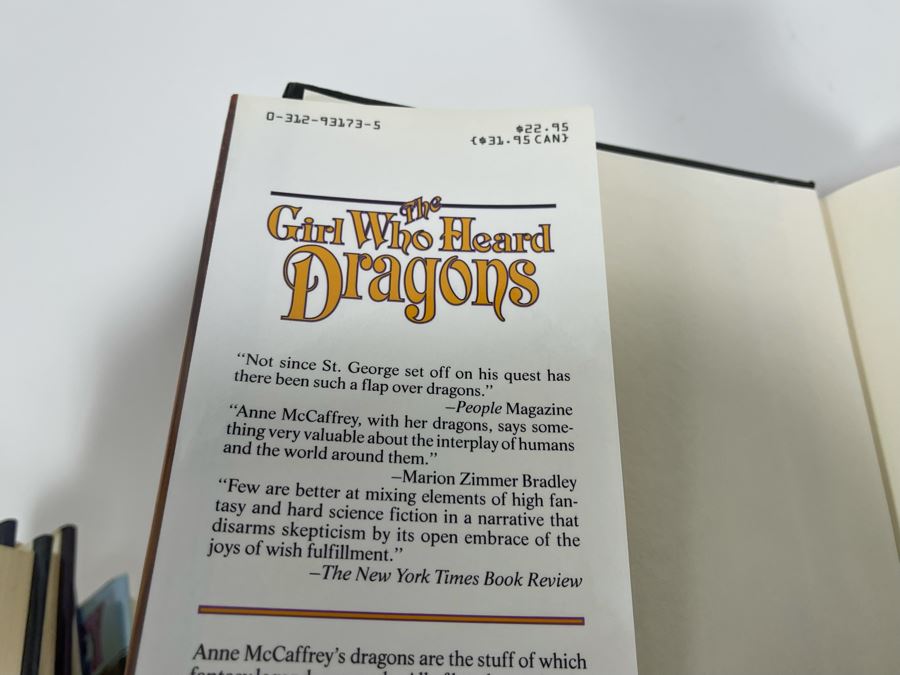 0-312-93173-5
$22.95
{$31.95 CAN}
The
Girl Who Heard
Dragons
“Not since St. George set off on his quest has
there been such a flap over dragons.”
—People Magazine
“Anne McCaffrey, with her dragons, says some-
thing very valuable about the interplay of humans
and the world around them.”
—Marion Zimmer Bradley
“Few are better at mixing elements of high fan-
tasy and hard science fiction in a narrative that
disarms skepticism by its open embrace of the
joys of wish fulfillment.”
—The New York Times Book Review
Anne McCaffrey’s dragons are the stuff of which